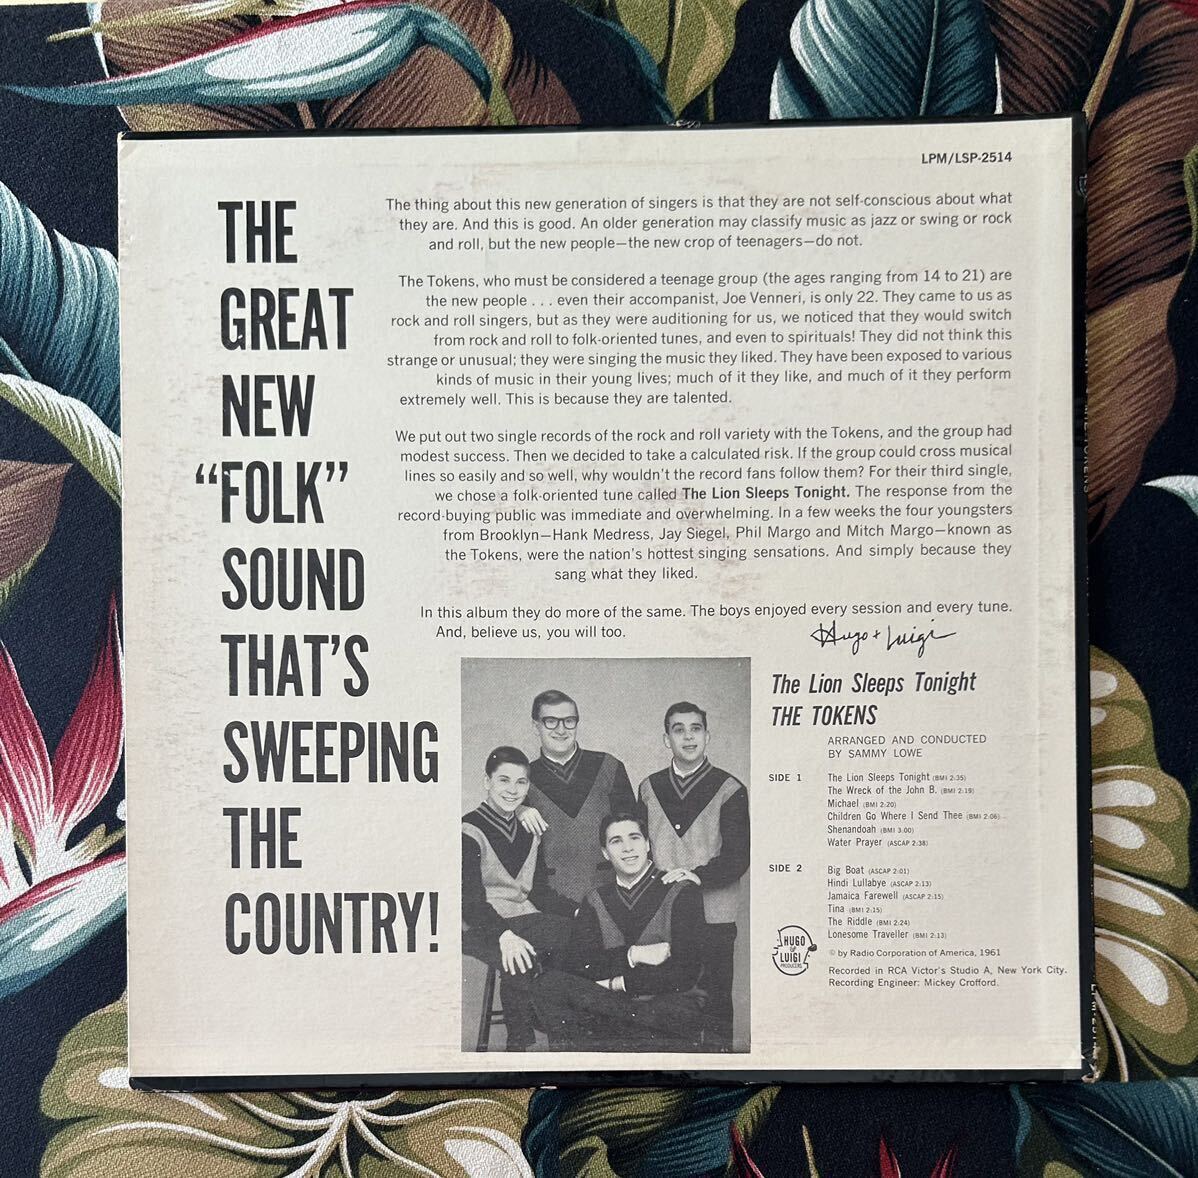 LPM/LSP-2514
THE
GREAT
NEW
“FOLK”
SOUND
THAT'S
SWEEPING
THE
COUNTRY!
The thing about this new generation of singers is that they are not self-conscious about what
they are. And this is good. An older generation may classify music as jazz or swing or rock
and roll, but the new people—the new crop of teenagers—do not.
The Tokens, who must be considered a teenage group (the ages ranging from 14 to 21) are
the new people . . . even their accompanist, Joe Venneri, is only 22. They came to us as
rock and roll singers, but as they were auditioning for us, we noticed that they would switch
from rock and roll to folk-oriented tunes, and even to spirituals! They did not think this
strange or unusual; they were singing the music they liked. They have been exposed to various
kinds of music in their young lives; much of it they like, and much of it they perform
extremely well. This is because they are talented.
We put out two single records of the rock and roll variety with the Tokens, and the group had
modest success. Then we decided to take a calculated risk. If the group could cross musical
lines so easily and so well, why wouldn't the record fans follow them? For their third single,
we chose a folk-oriented tune called The Lion Sleeps Tonight. The response from the
record-buying public was immediate and overwhelming. In a few weeks the four youngsters
from Brooklyn—Hank Medress, Jay Siegel, Phil Margo and Mitch Margo—known as
the Tokens, were the nation's hottest singing sensations. And simply because they
sang what they liked.
In this album they do more of the same. The boys enjoyed every session and every tune.
And, believe us, you will too.
Hugo + Luigi
The Lion Sleeps Tonight
THE TOKENS
ARRANGED AND CONDUCTED
BY SAMMY LOWE
SIDE 1
The Lion Sleeps Tonight (BMI 2:35)
The Wreck of the John B. (BMI 2:19)
Michael (BMI 2:20)
Children Go Where I Send Thee (BMI 2:06)
Shenandoah (BMI 3:00)
Water Prayer (ASCAP 2:38)
SIDE 2
Big Boat (ASCAP 2:01)
Hindi Lullabye (ASCAP 2:13)
Jamaica Farewell (ASCAP 2:15)
Tina (BMI 2:15)
The Riddle (BMI 2:24)
Lonesome Traveller (BMI 2:13)
HUGO
&
LUIGI
PRODUCERS
© by Radio Corporation of America, 1961
Recorded in RCA Victor's Studio A, New York City.
Recording Engineer: Mickey Crofford.